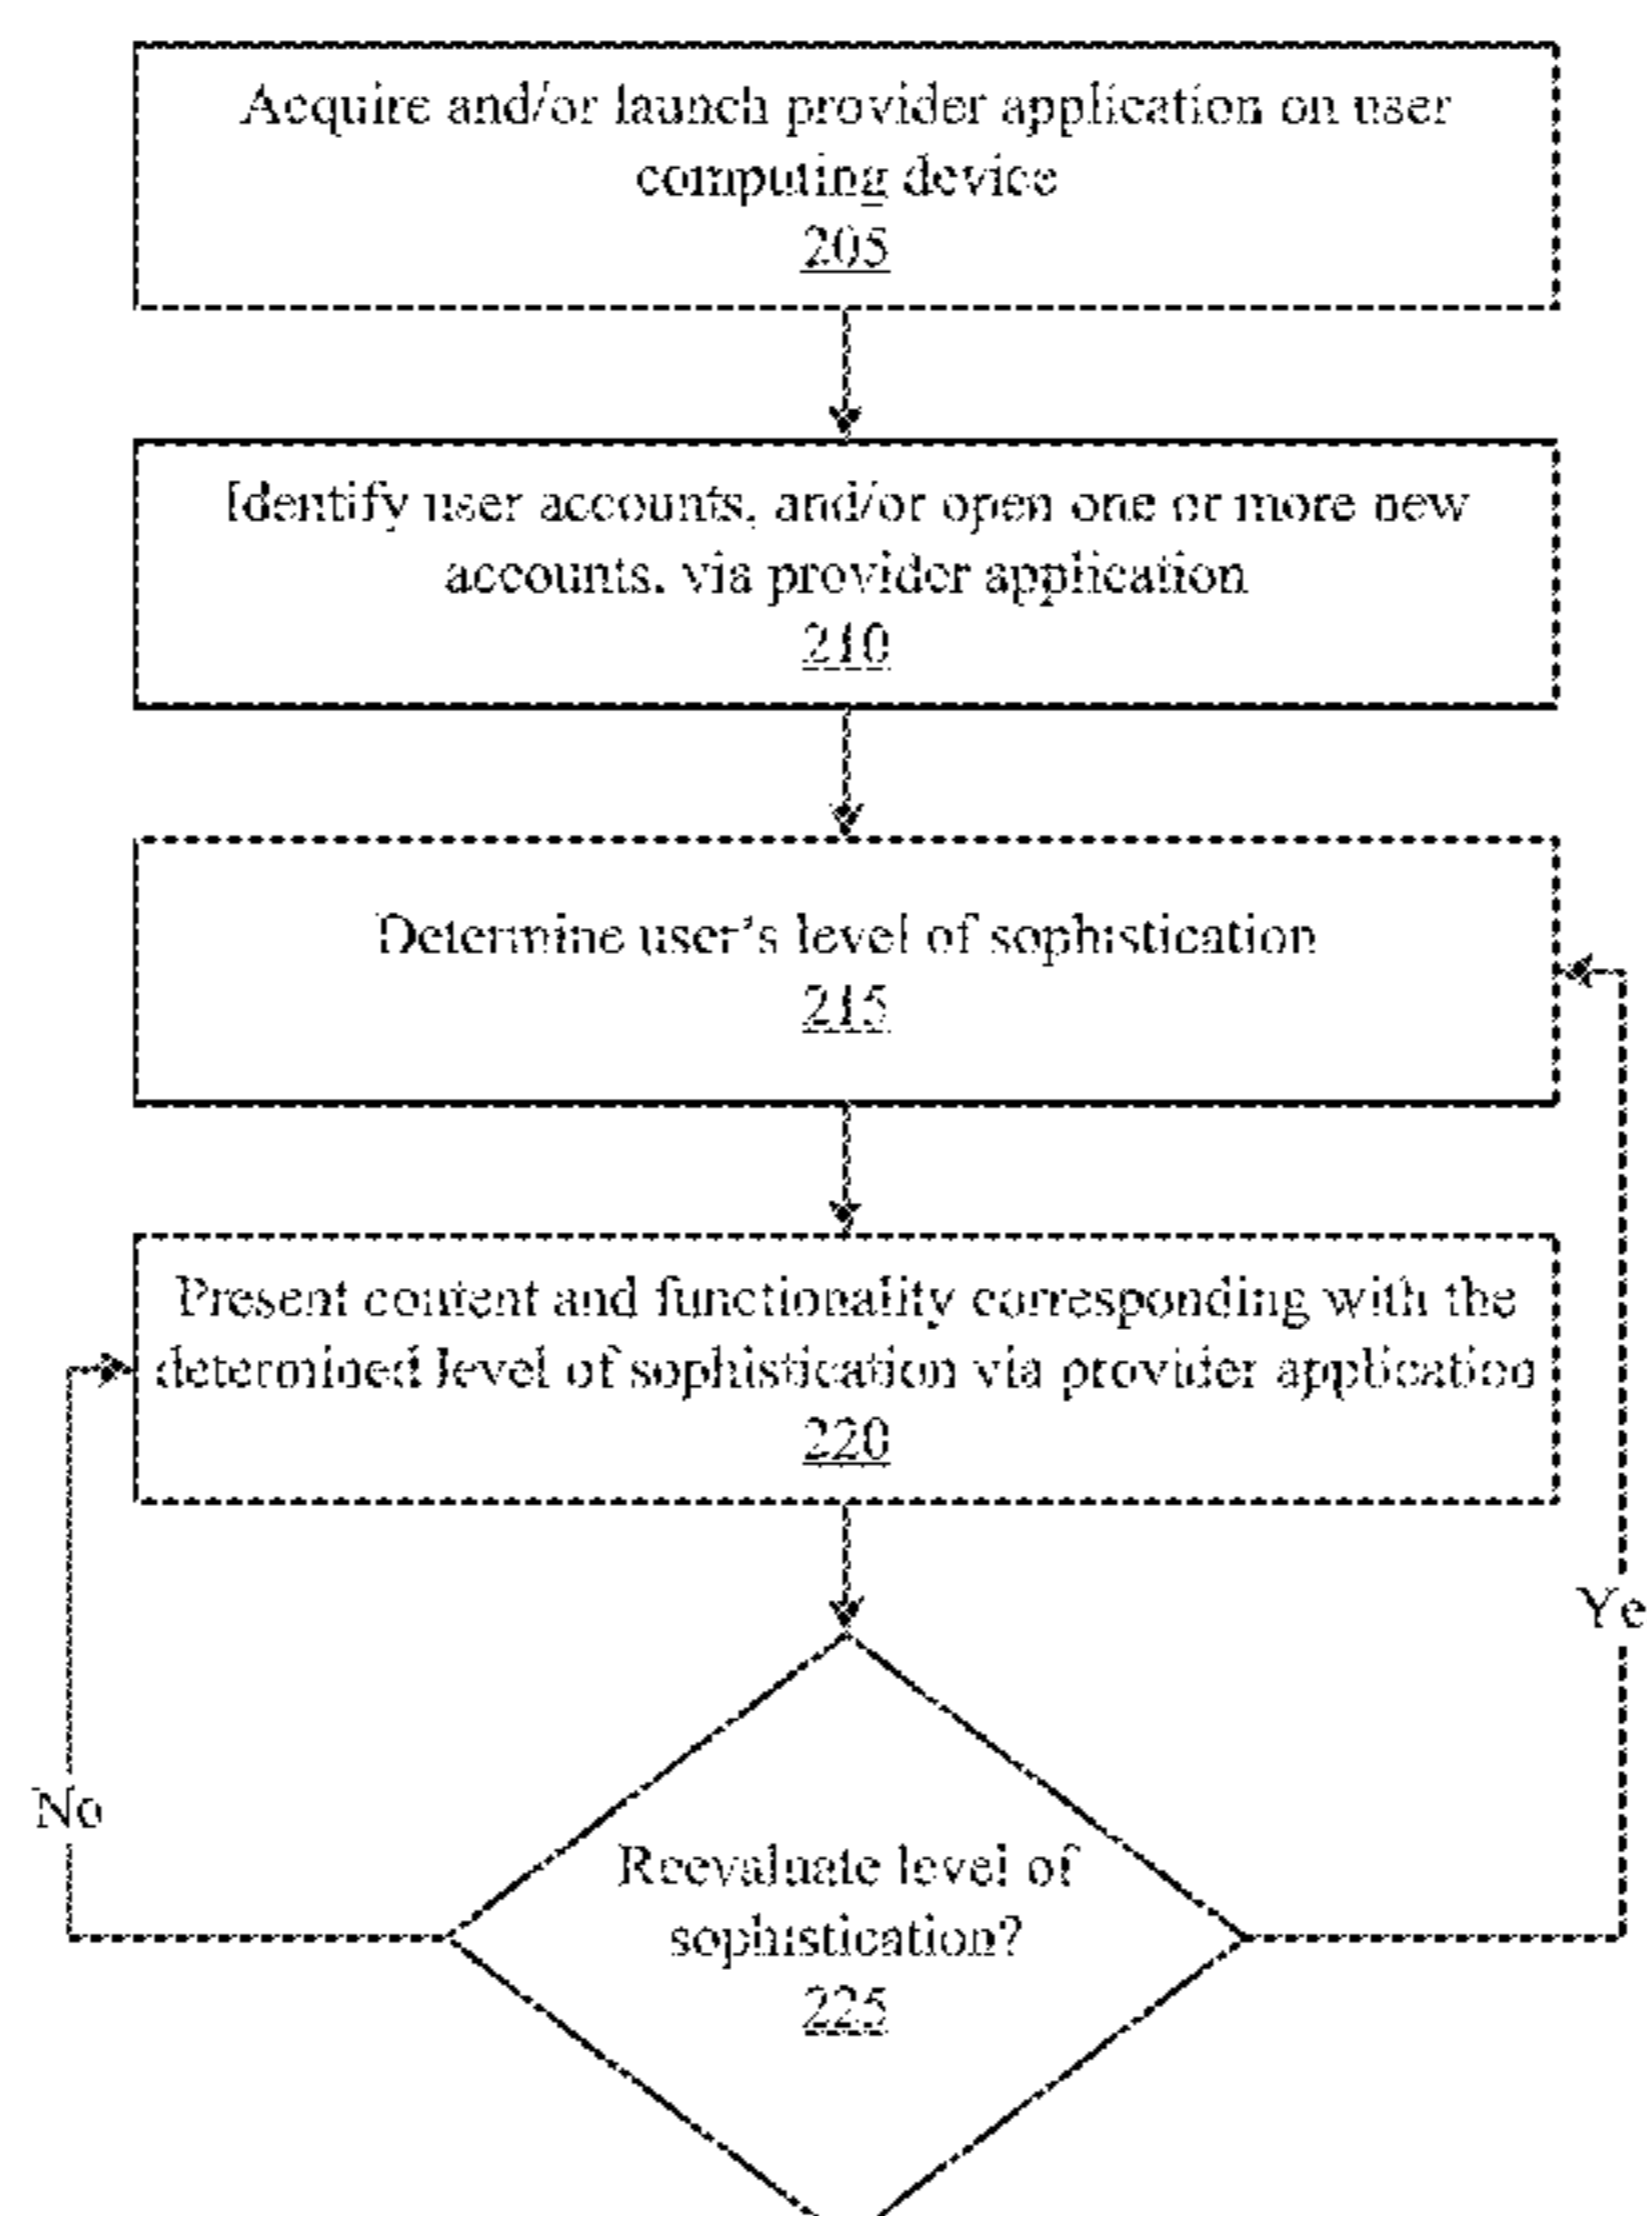 Acquire and/or launch provider application on user
computing device
205
Identify user accounts, and/or open one or more new
accounts, via provider application
210
Determine user's level of sophistication
215
Present content and functionality corresponding with the
determined level of sophistication via provider application
220
Ye
No
Reevaluate level of
sophistication?
225